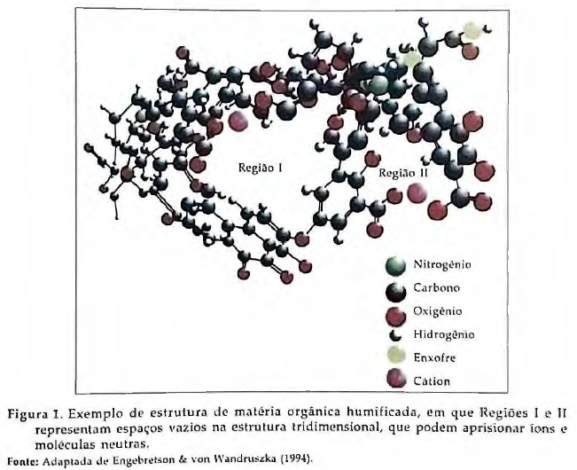 Região I
Região II
Nitrogênio
Carbono
Oxigênio
Hidrogênio
Enxofre
Cátion
Figura 1. Exemplo de estrutura de matéria orgânica humificada, em que Regiões I e II
representam espaços vazios na estrutura tridimensional, que podem aprisionar íons e
moléculas neutras.
Fonte: Adaptada de Engebretson & von Wandruszka (1994).